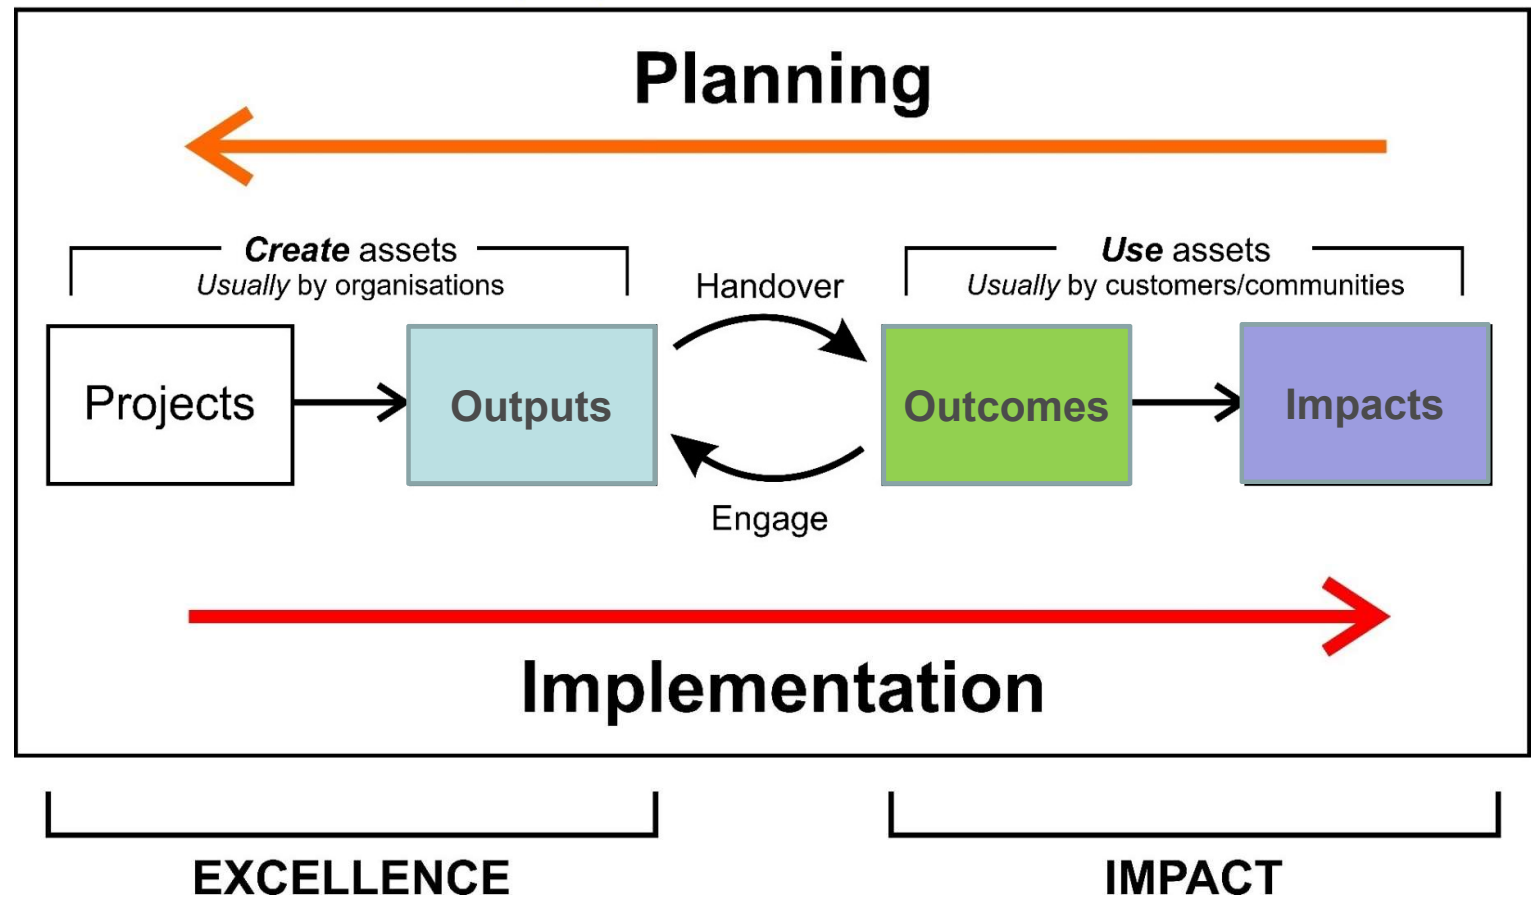 Planning
Create assets
Usually by organisations
Handover
Use assets
Usually by customers/communities
Projects
Outputs
Outcomes
Impacts
Engage
Implementation
EXCELLENCE
IMPACT